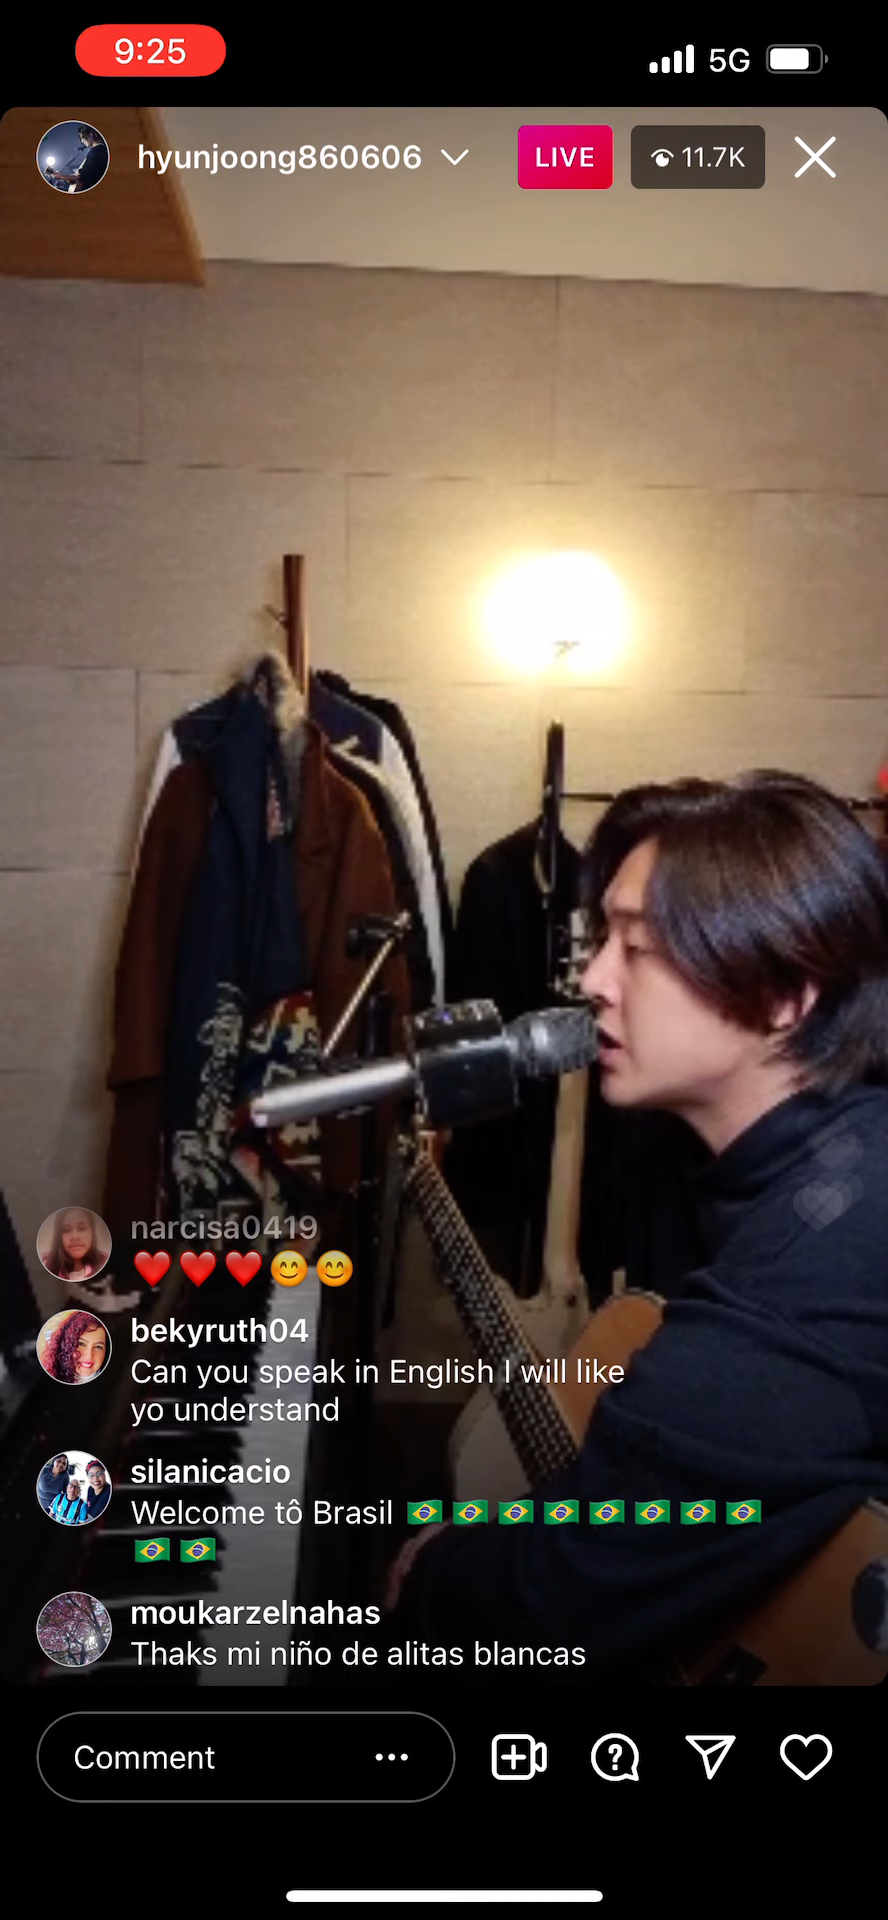 9:25
5G
hyunjoong860606
LIVE
11.7K
narcisa0419
❤️❤️❤️😊😊
bekyruth04
Can you speak in English I will like
yo understand
silanicacio
Welcome tô Brasil 🇧🇷🇧🇷🇧🇷🇧🇷🇧🇷🇧🇷🇧🇷🇧🇷
🇧🇷🇧🇷
moukarzelnahas
Thaks mi niño de alitas blancas
Comment